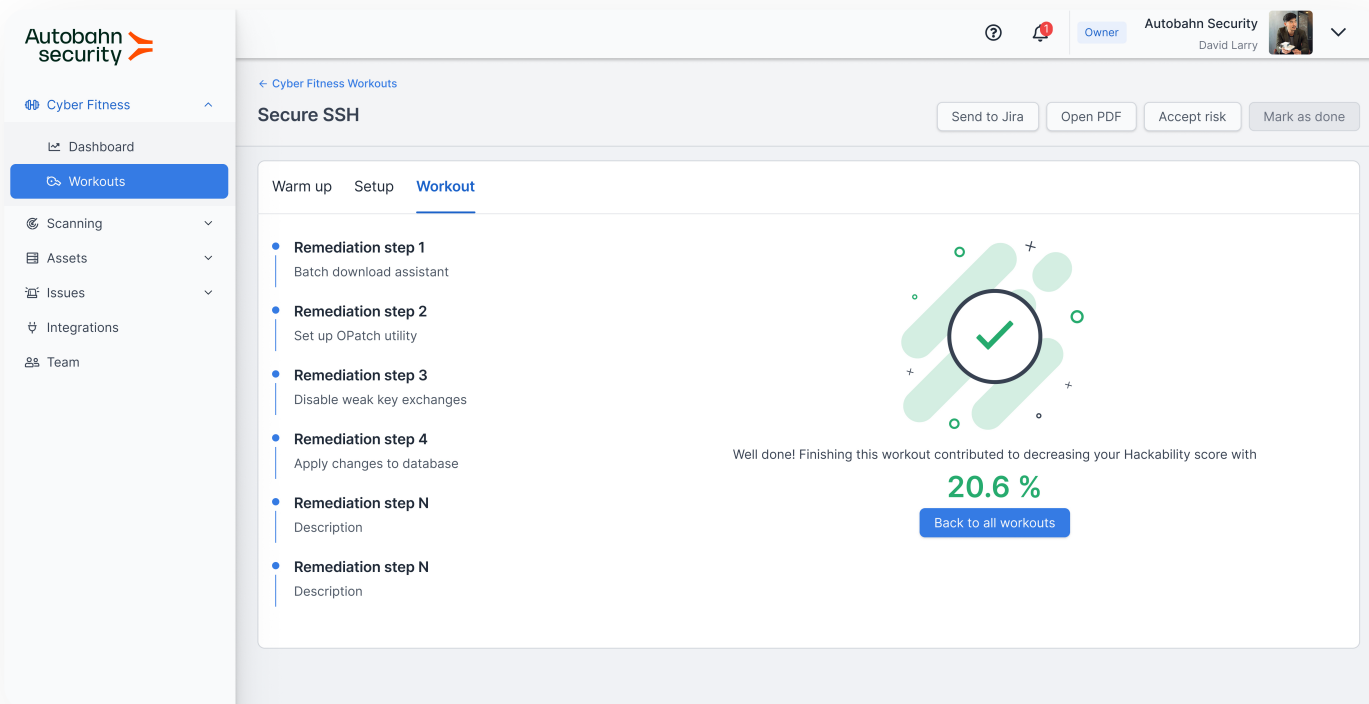 Autobahn
security
Cyber Fitness
Dashboard
Workouts
Scanning
Assets
Issues
Integrations
Team
1
Owner
Autobahn Security
David Larry
← Cyber Fitness Workouts
Secure SSH
Send to Jira
Open PDF
Accept risk
Mark as done
Warm up
Setup
Workout
Remediation step 1
Batch download assistant
Remediation step 2
Set up OPatch utility
Remediation step 3
Disable weak key exchanges
Remediation step 4
Apply changes to database
Remediation step N
Description
Remediation step N
Description
Well done! Finishing this workout contributed to decreasing your Hackability score with
20.6 %
Back to all workouts